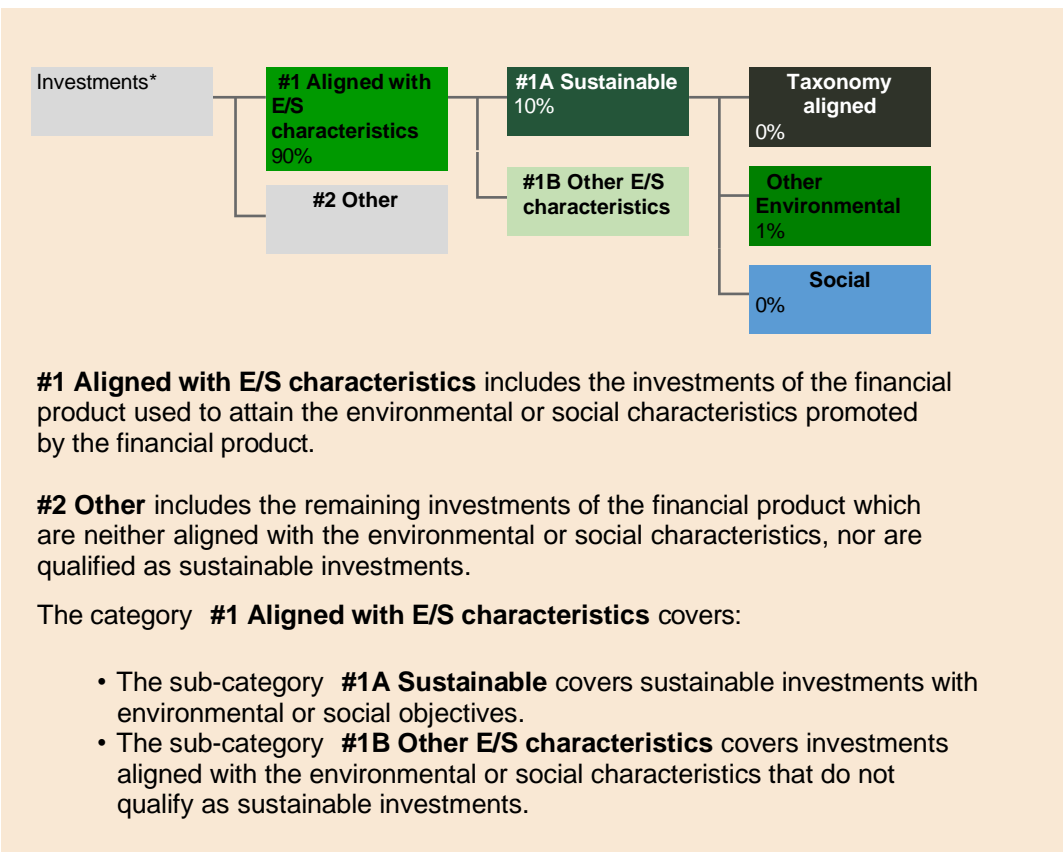 Investments*
#1 Aligned with
E/S
characteristics
90%
#2 Other
#1A Sustainable
10%
#1B Other E/S
characteristics
Taxonomy
aligned
0%
Other
Environmental
1%
Social
0%
#1 Aligned with E/S characteristics includes the investments of the financial
product used to attain the environmental or social characteristics promoted
by the financial product.
#2 Other includes the remaining investments of the financial product which
are neither aligned with the environmental or social characteristics, nor are
qualified as sustainable investments.
The category #1 Aligned with E/S characteristics covers:
• The sub-category #1A Sustainable covers sustainable investments with
environmental or social objectives.
• The sub-category #1B Other E/S characteristics covers investments
aligned with the environmental or social characteristics that do not
qualify as sustainable investments.